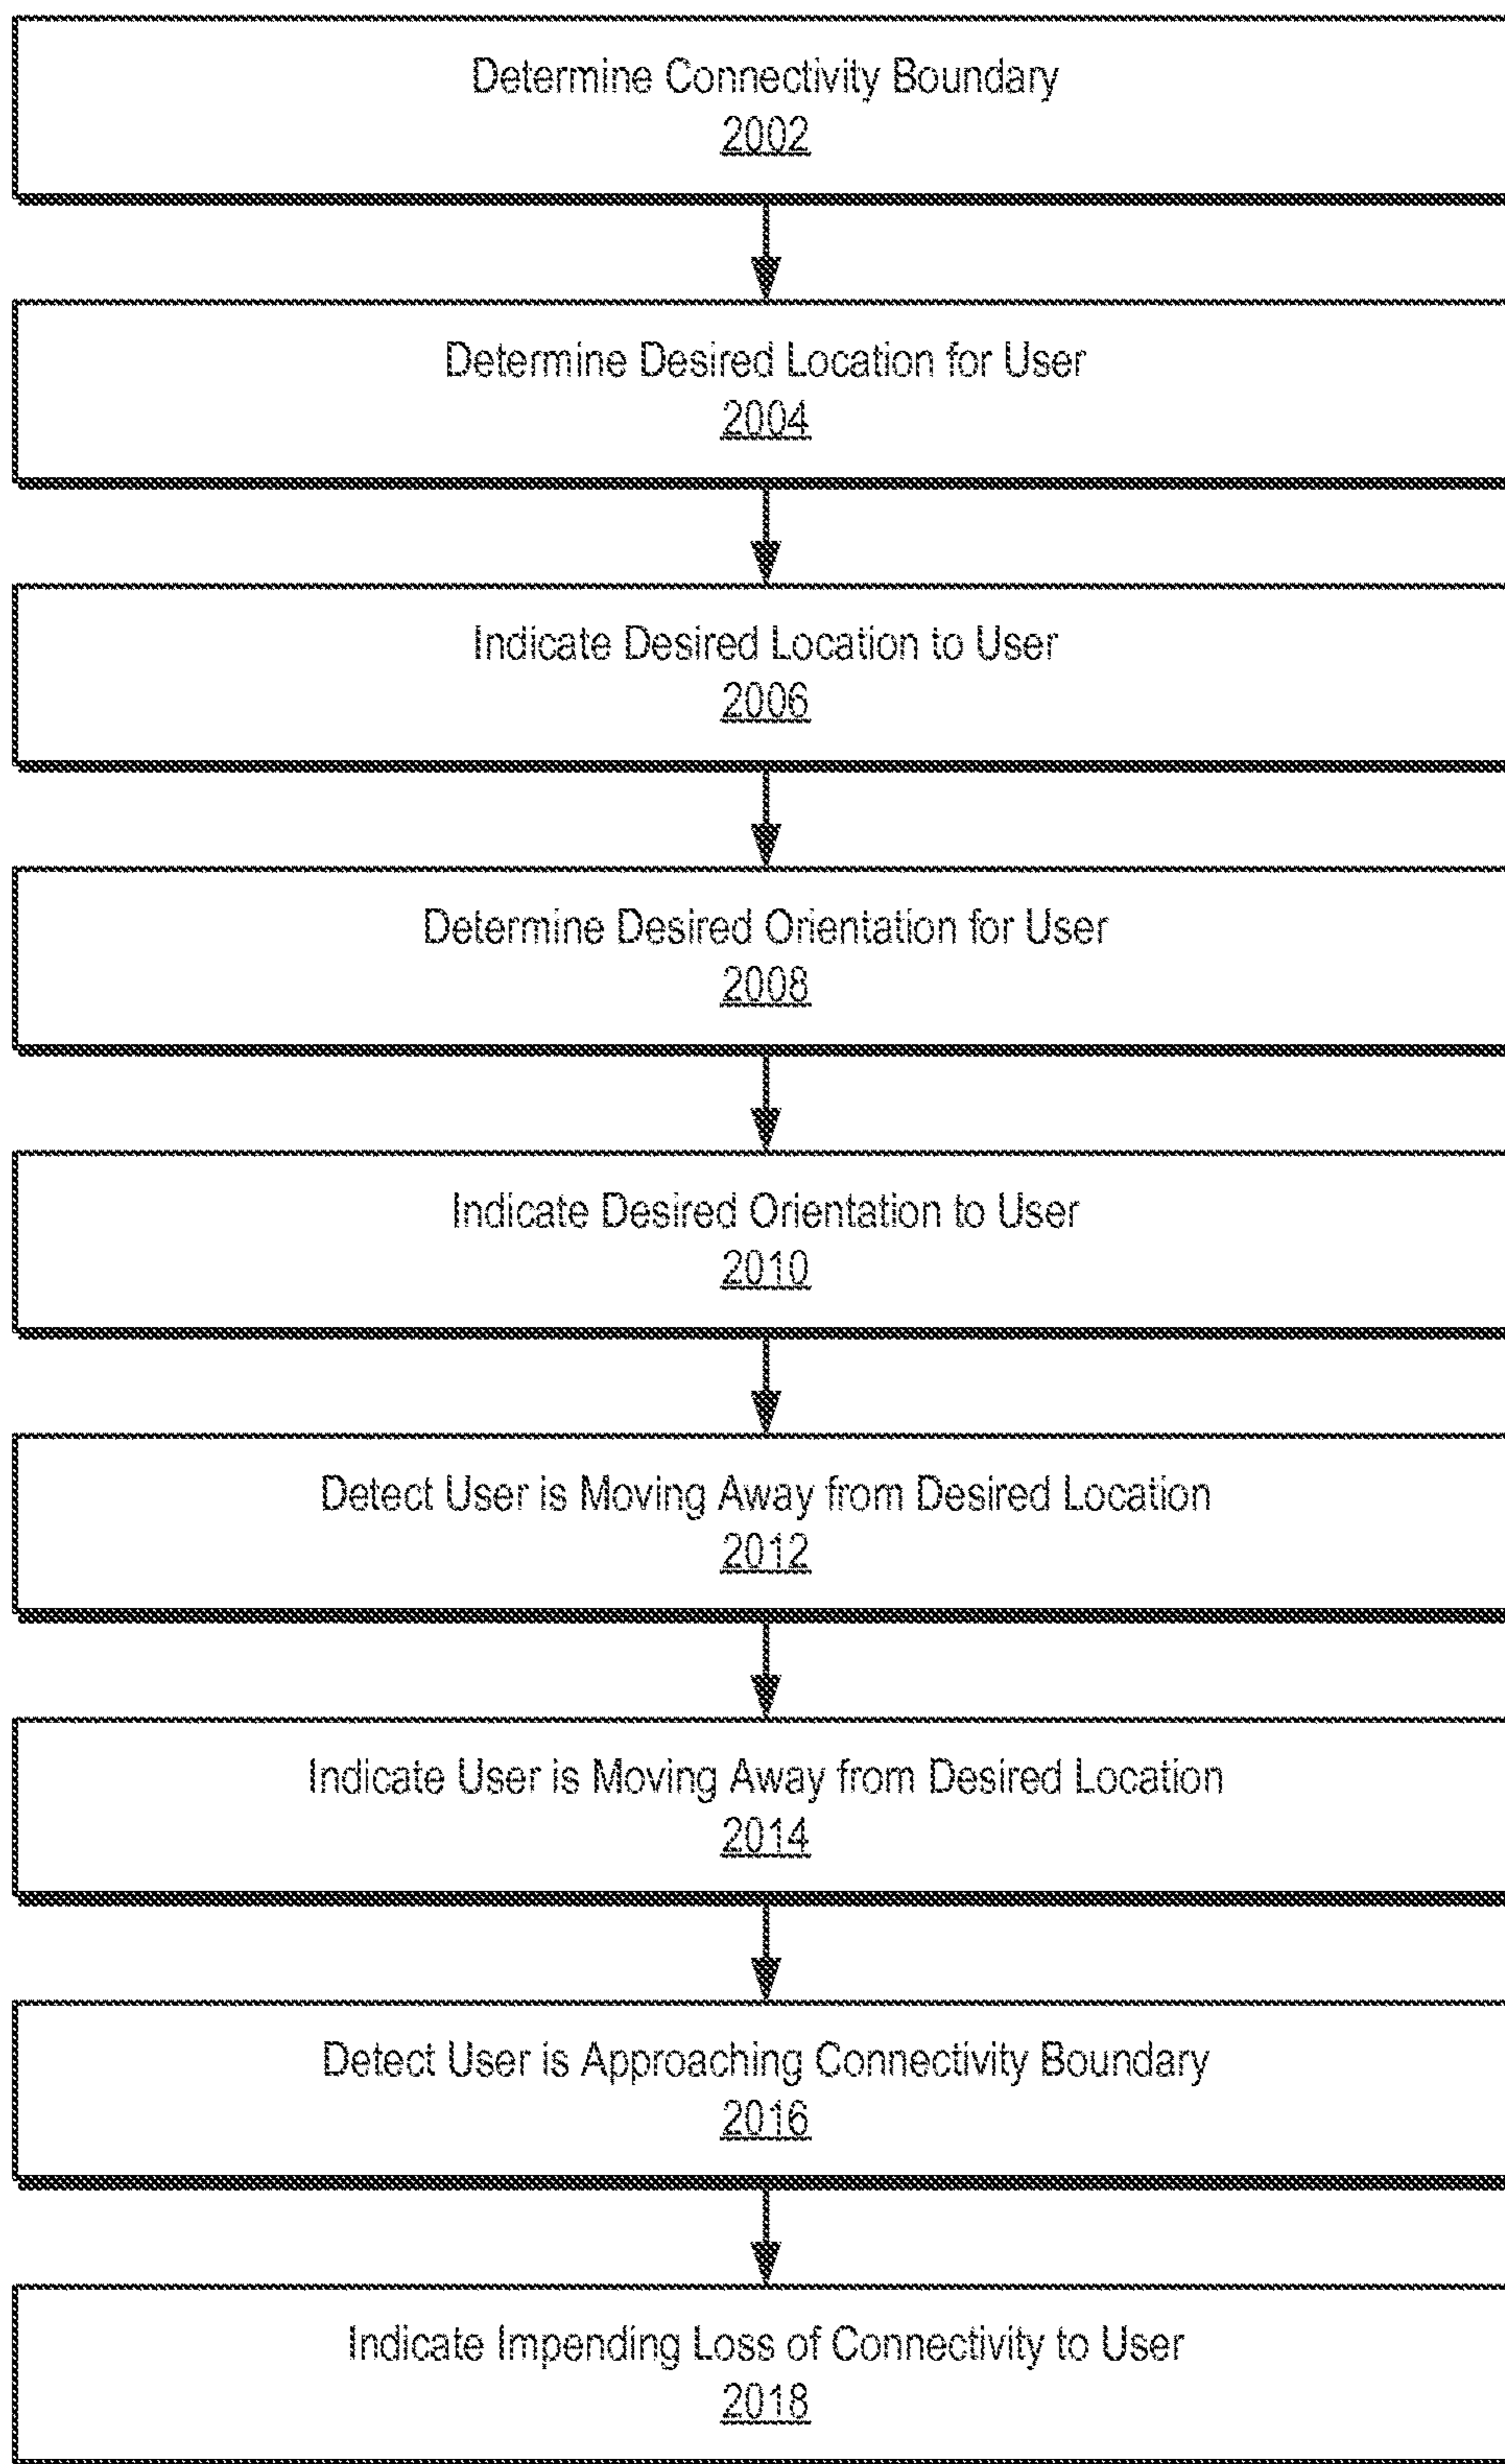 Determine Connectivity Boundary
2002
Determine Desired Location for User
2004
Indicate Desired Location to User
2006
Determine Desired Orientation for User
2008
Indicate Desired Orientation to User
2010
Detect User is Moving Away from Desired Location
2012
Indicate User is Moving Away from Desired Location
2014
Detect User is Approaching Connectivity Boundary
2016
Indicate Impending Loss of Connectivity to User
2018